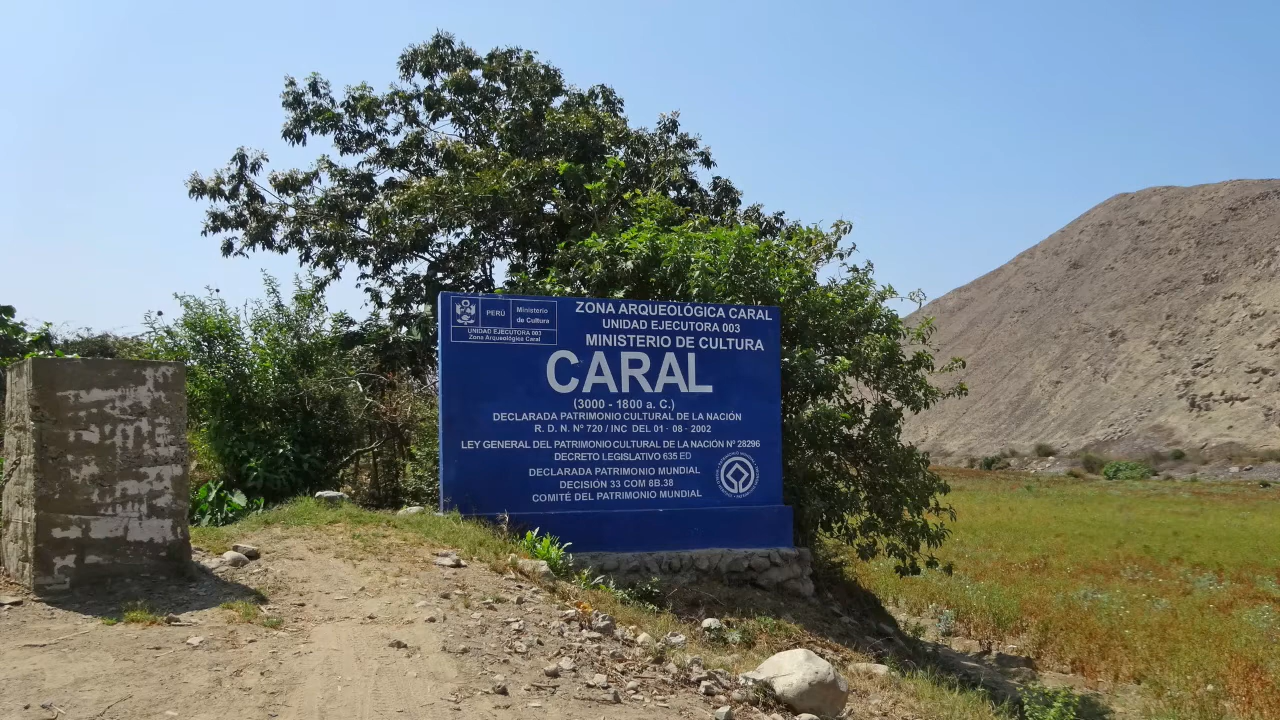 PERÚ
Ministerio
de Cultura
UNIDAD EJECUTORA 003
Zona Arqueológica Caral
ZONA ARQUEOLÓGICA CARAL
UNIDAD EJECUTORA 003
MINISTERIO DE CULTURA
CARAL
(3000 - 1800 a. C.)
DECLARADA PATRIMONIO CULTURAL DE LA NACIÓN
R. D. N. Nº 720 / INC DEL 01 - 08 - 2002
LEY GENERAL DEL PATRIMONIO CULTURAL DE LA NACIÓN Nº 28296
DECRETO LEGISLATIVO 635 ED
DECLARADA PATRIMONIO MUNDIAL
DECISIÓN 33 COM 8B.38
COMITÉ DEL PATRIMONIO MUNDIAL